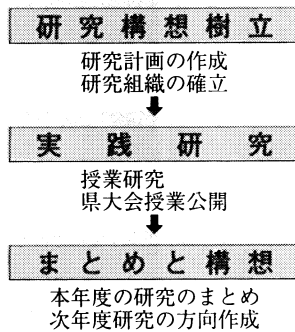 研究構想樹立
研究計画の作成
研究組織の確立
実践研究
授業研究
県大会授業公開
まとめと構想
本年度の研究のまとめ
次年度研究の方向作成